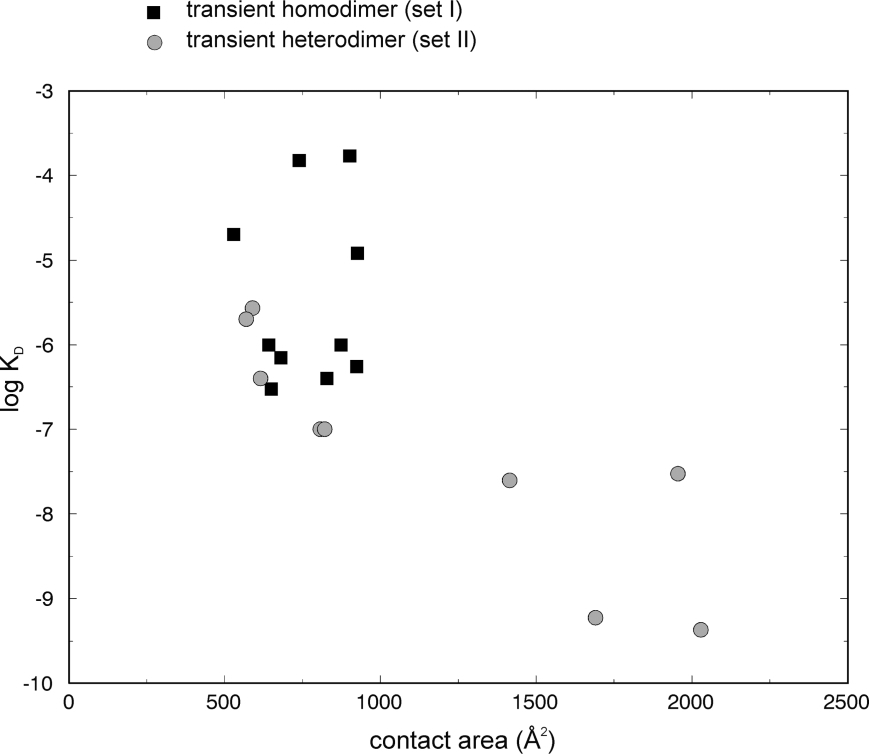 transient homodimer (set I)
transient heterodimer (set II)
-3
-4
-5
-6
-7
-8
-9
-10
log K_D
0 500 1000 1500 2000 2500
contact area (Å²)